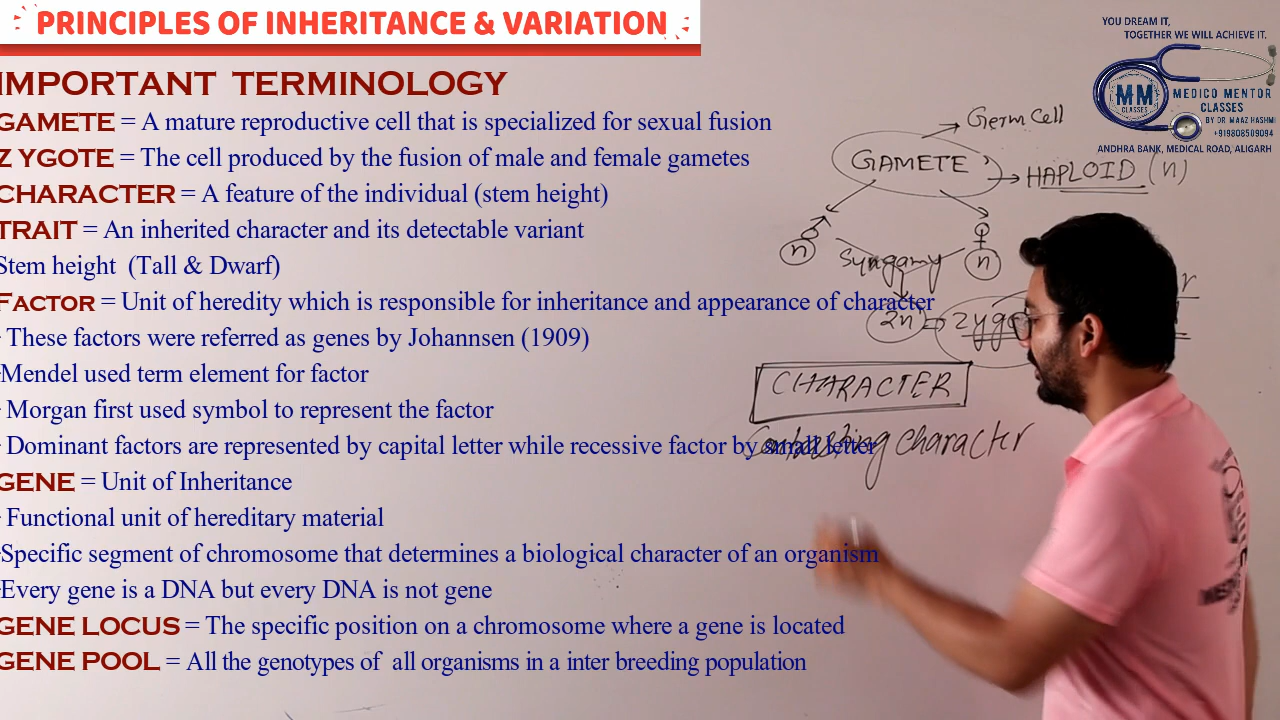 PRINCIPLES OF INHERITANCE & VARIATION
IMPORTANT TERMINOLOGY
GAMETE = A mature reproductive cell that is specialized for sexual fusion
Z YGOTE = The cell produced by the fusion of male and female gametes
CHARACTER = A feature of the individual (stem height)
TRAIT = An inherited character and its detectable variant
Stem height (Tall & Dwarf)
FACTOR = Unit of heredity which is responsible for inheritance and appearance of character
These factors were referred as genes by Johannsen (1909)
Mendel used term element for factor
Morgan first used symbol to represent the factor
Dominant factors are represented by capital letter while recessive factor by small letter
GENE = Unit of Inheritance
Functional unit of hereditary material
Specific segment of chromosome that determines a biological character of an organism
Every gene is a DNA but every DNA is not gene
GENE LOCUS = The specific position on a chromosome where a gene is located
GENE POOL = All the genotypes of all organisms in a inter breeding population
YOU DREAM IT,
TOGETHER WE WILL ACHIEVE IT.
MM
CLASSES
MEDICO MENTOR
CLASSES
BY DR. MAAZ HASHMI
+919808509094
ANDHRA BANK, MEDICAL ROAD, ALIGARH
Germ Cell
GAMETE
HAPLOID (n)
n
Syngamy
n
2n
CHARACTER
character